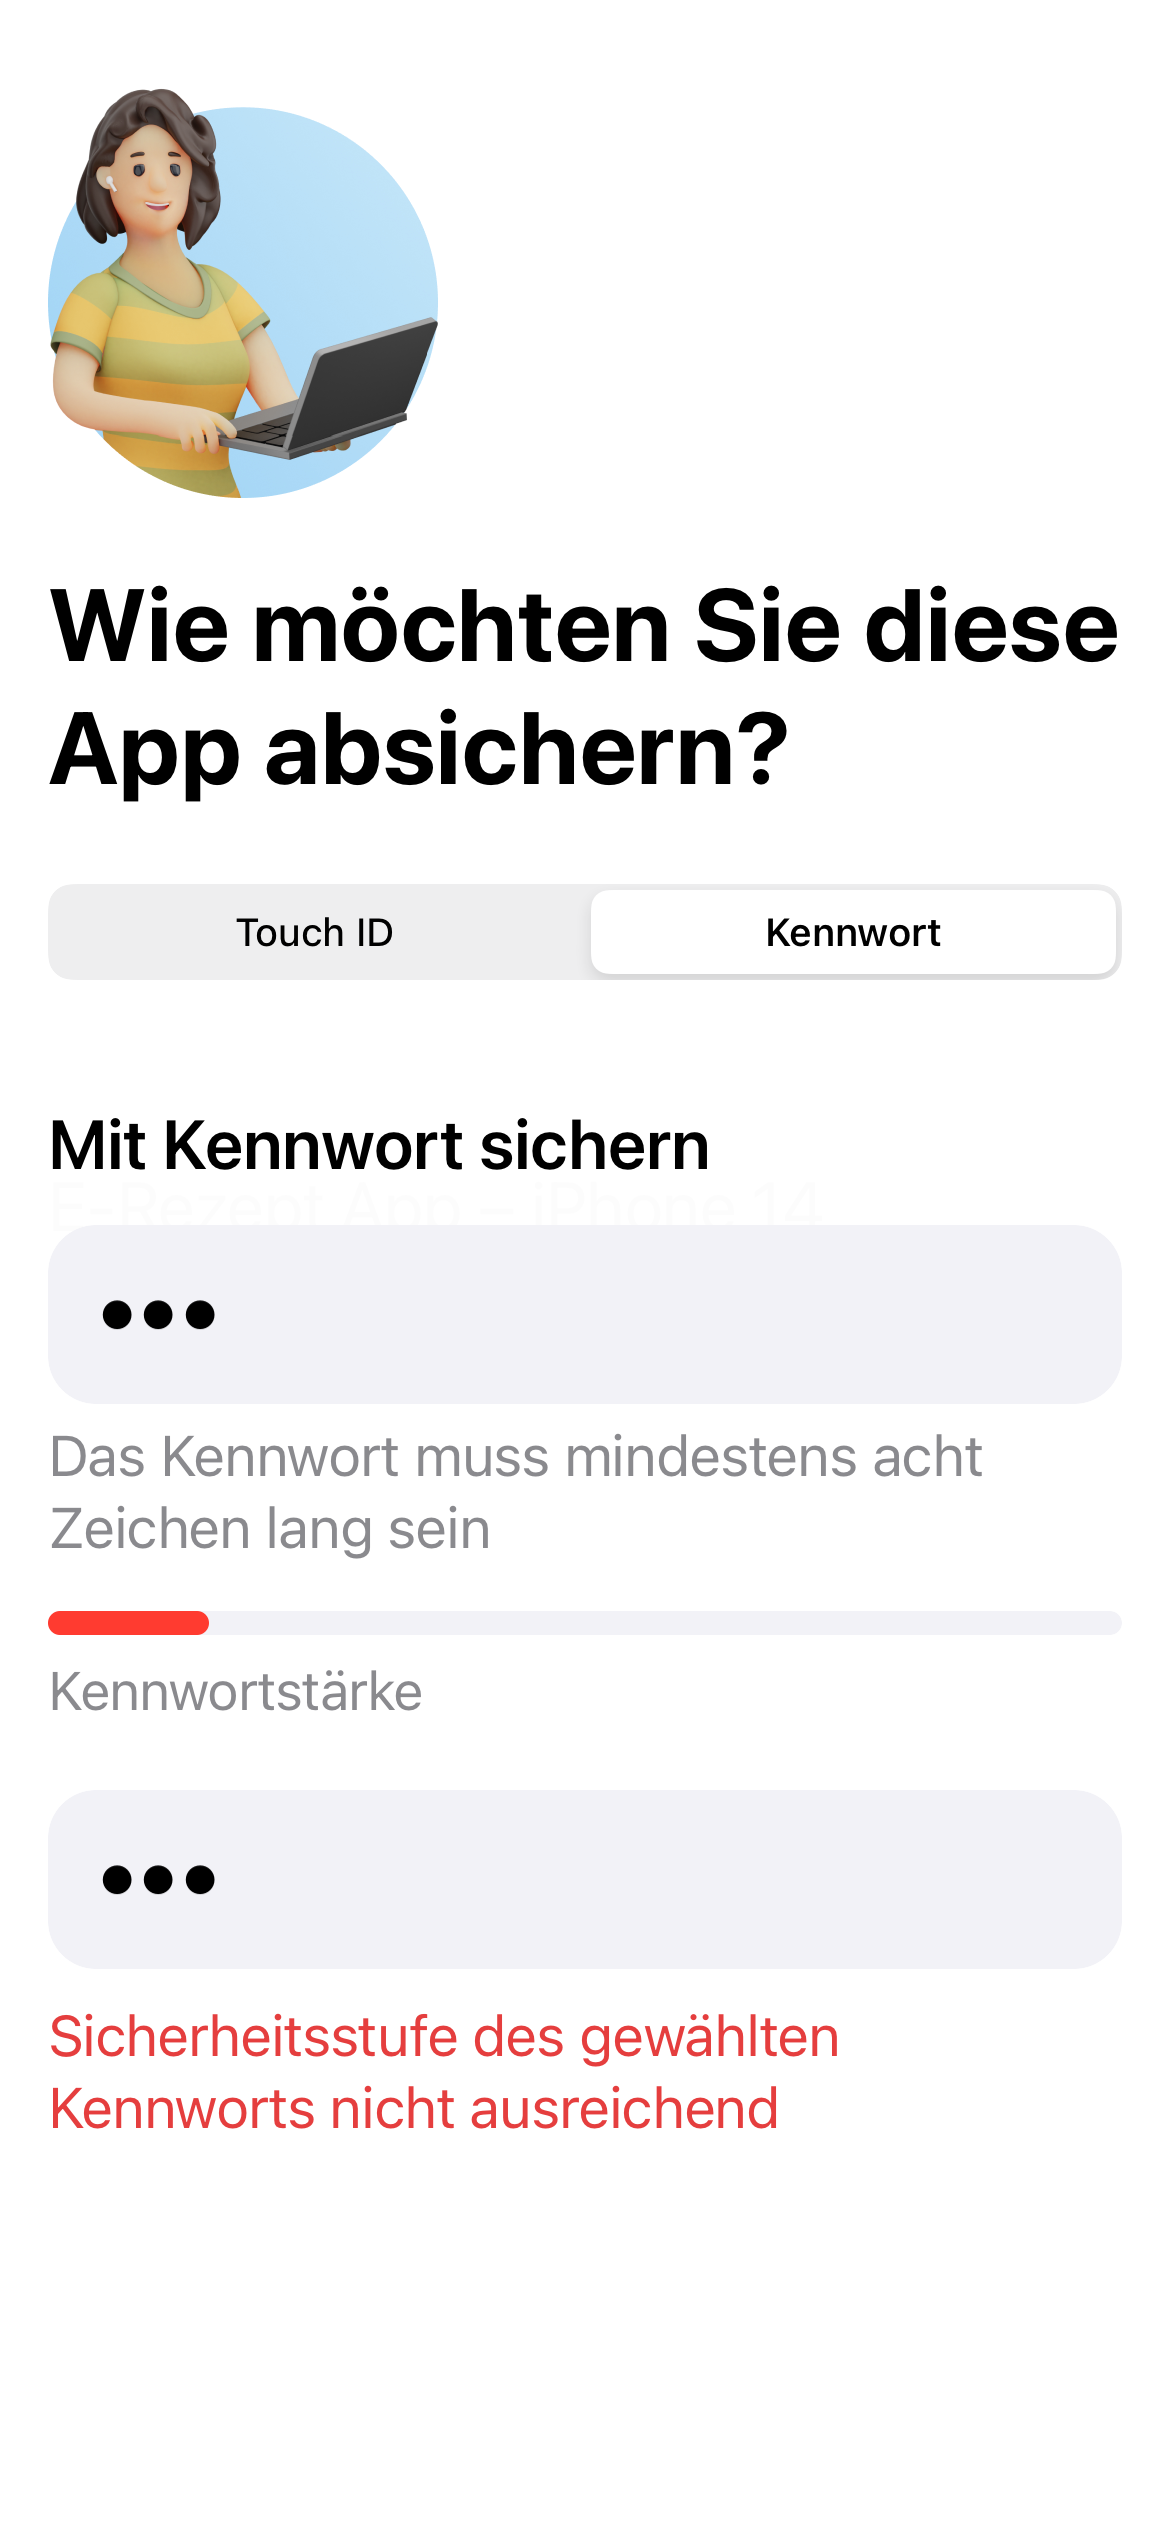 Wie möchten Sie diese
App absichern?
Touch ID
Kennwort
Mit Kennwort sichern
E-Rezept App – iPhone 14
•••
Das Kennwort muss mindestens acht
Zeichen lang sein
Kennwortstärke
•••
Sicherheitsstufe des gewählten
Kennworts nicht ausreichend